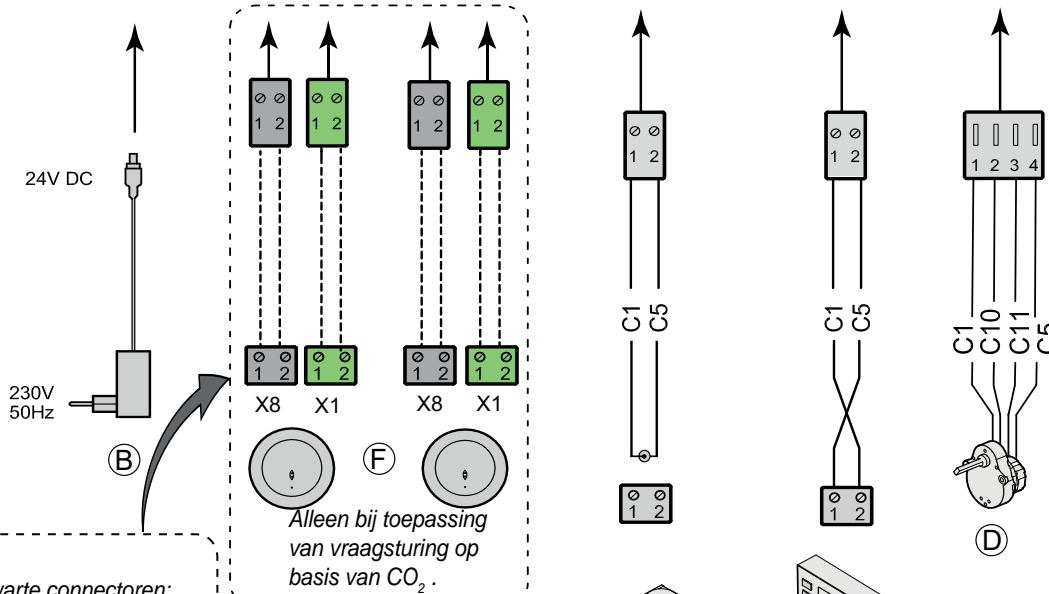 1 2
1 2
1 2
1 2
1 2
1 2
1 2 3 4
24V DC
C1
C5
C1
C5
C1
C10
C11
C5
1 2
1 2
1 2
1 2
230V
50Hz
X8
X1
X8
X1
B
F
1 2
1 2
D
Alleen bij toepassing
van vraagsturing op
basis van CO₂ .
connectoren: